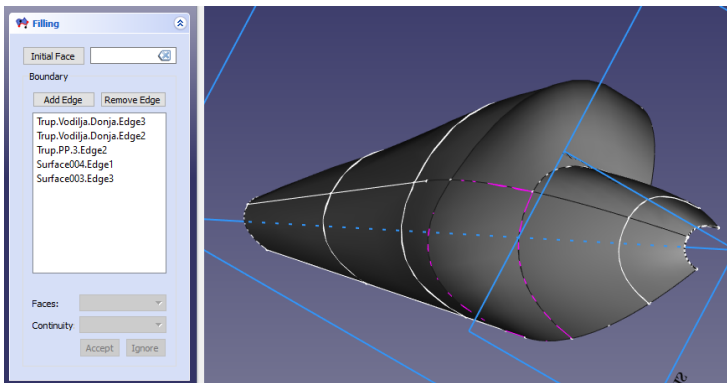 Filling
Initial Face
Boundary
Add Edge Remove Edge
Trup.Vodilja.Donja.Edge3
Trup.Vodilja.Donja.Edge2
Trup.PP.3.Edge2
Surface004.Edge1
Surface003.Edge3
Faces:
Continuity
Accept Ignore